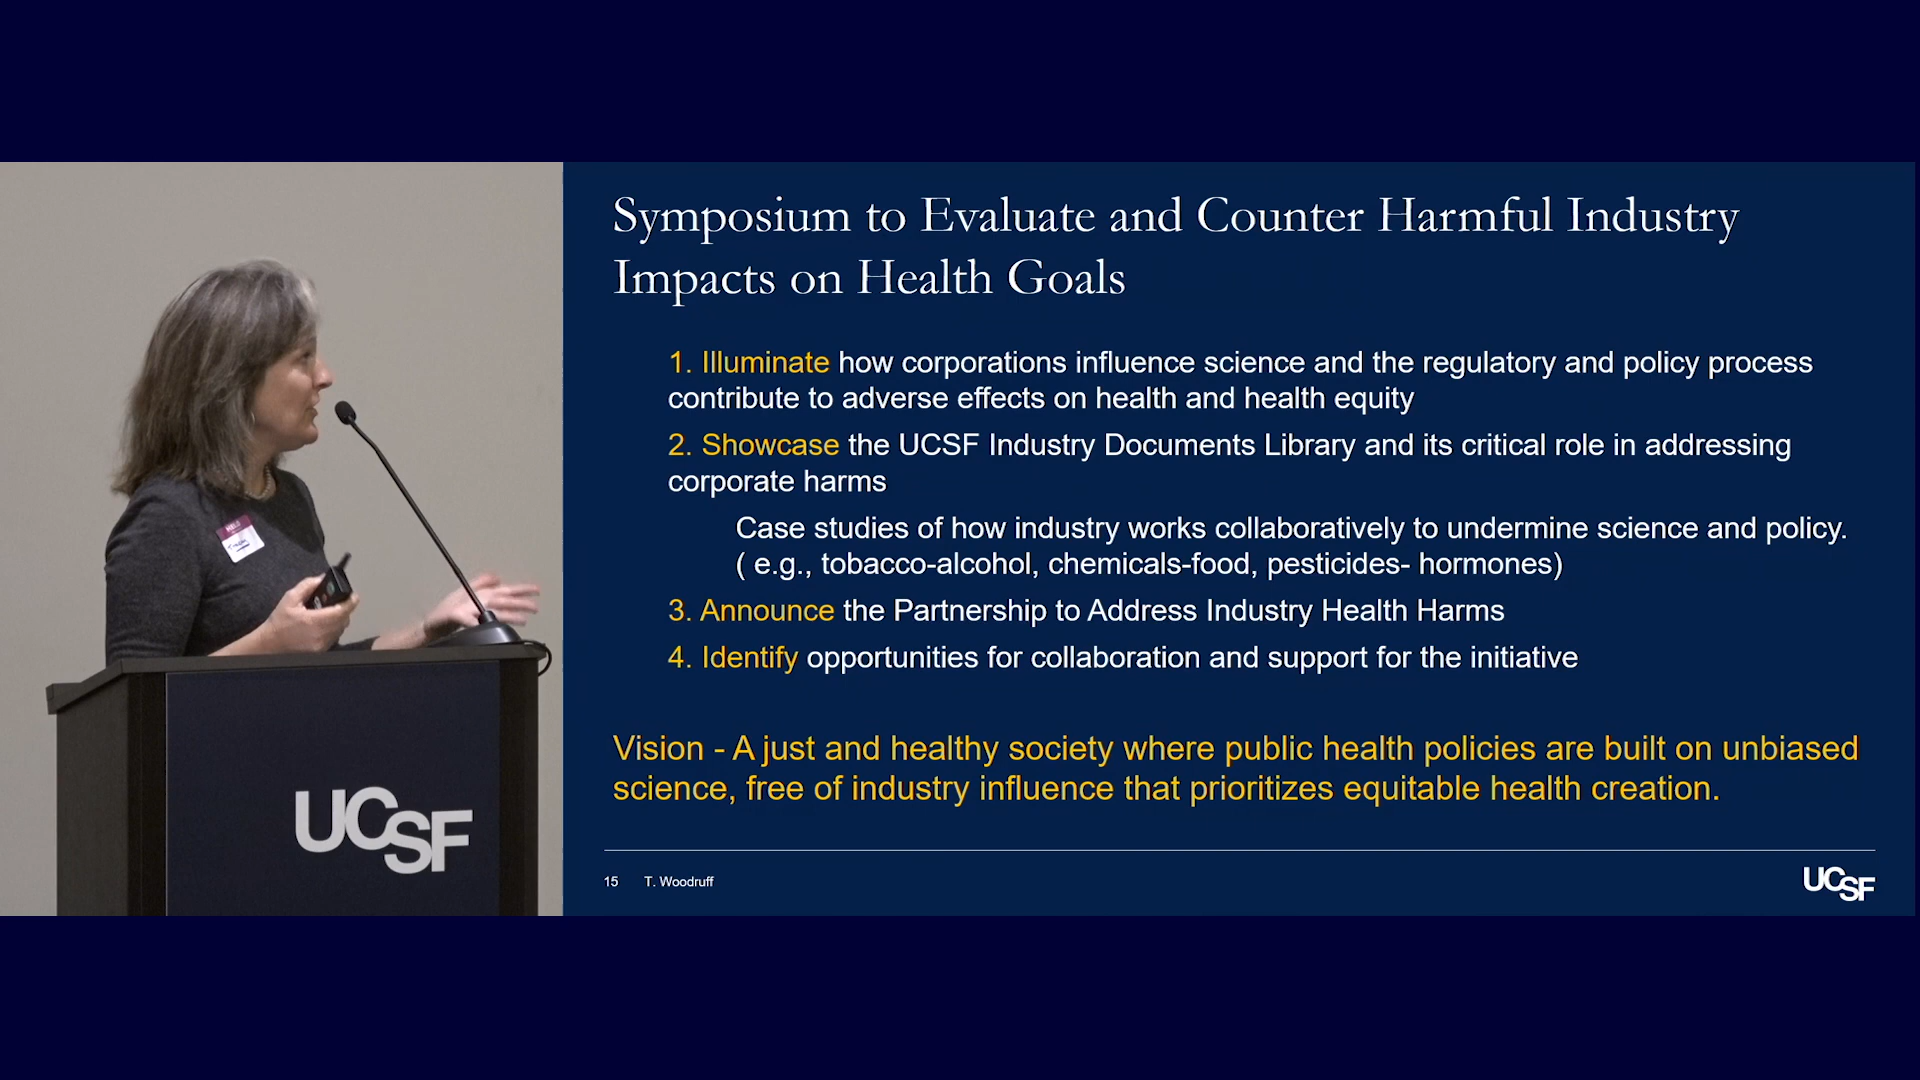 Symposium to Evaluate and Counter Harmful Industry
Impacts on Health Goals
1. Illuminate how corporations influence science and the regulatory and policy process
contribute to adverse effects on health and health equity
2. Showcase the UCSF Industry Documents Library and its critical role in addressing
corporate harms
Case studies of how industry works collaboratively to undermine science and policy.
( e.g., tobacco-alcohol, chemicals-food, pesticides- hormones)
3. Announce the Partnership to Address Industry Health Harms
4. Identify opportunities for collaboration and support for the initiative
Vision - A just and healthy society where public health policies are built on unbiased
science, free of industry influence that prioritizes equitable health creation.
15 T. Woodruff
UCSF
UCSF